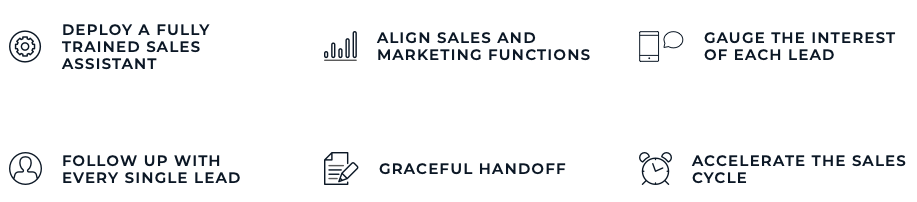 DEPLOY A FULLY
TRAINED SALES
ASSISTANT
ALIGN SALES AND
MARKETING FUNCTIONS
GAUGE THE INTEREST
OF EACH LEAD
FOLLOW UP WITH
EVERY SINGLE LEAD
GRACEFUL HANDOFF
ACCELERATE THE SALES
CYCLE